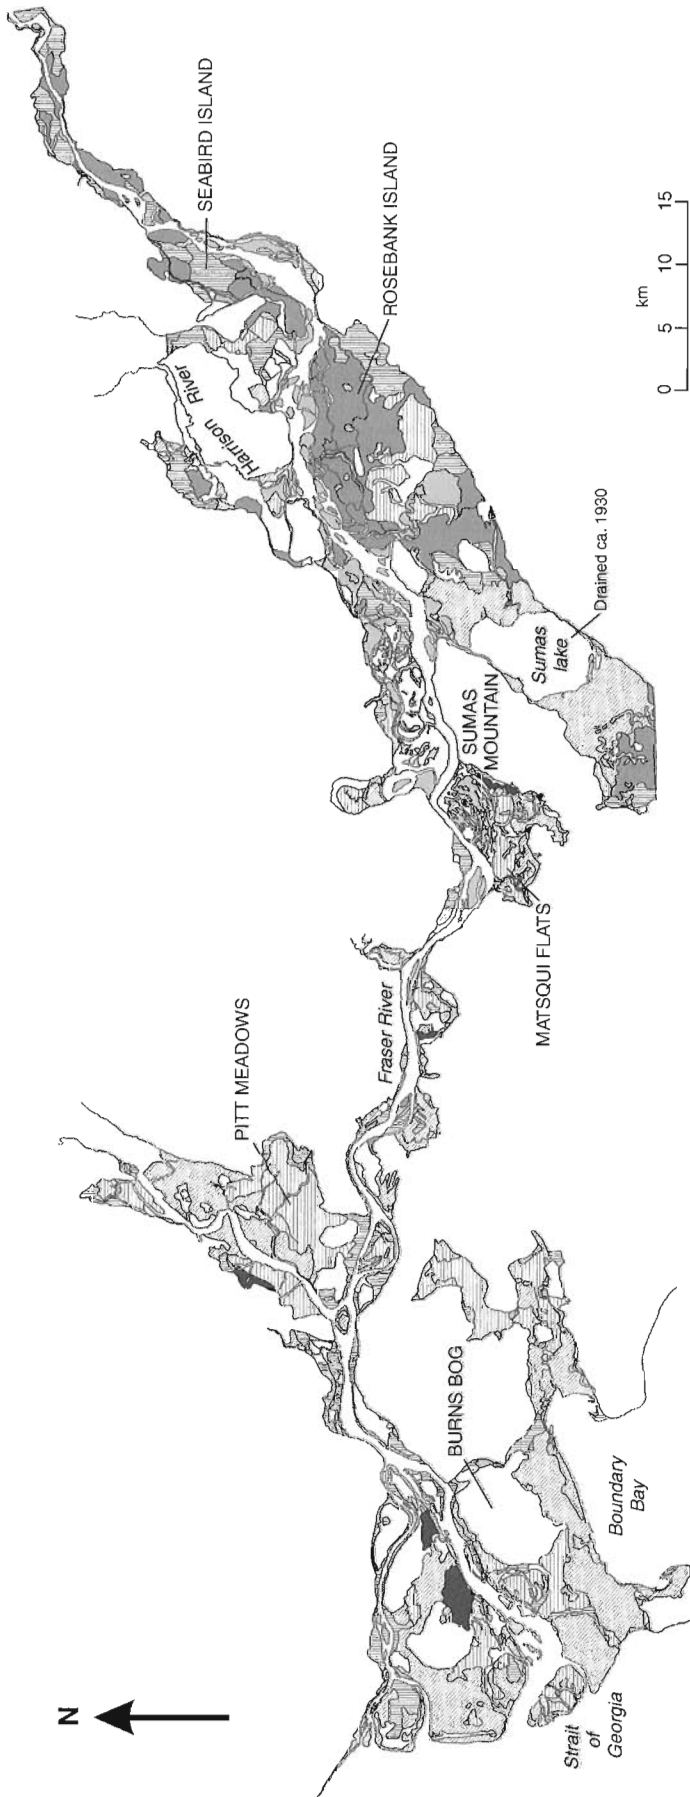 N
SEABIRD ISLAND
Harrison River
ROSEBANK ISLAND
PITT MEADOWS
Fraser River
SUMAS
MOUNTAIN
Sumas
lake
Drained ca. 1930
MATSQUI FLATS
BURNS BOG
Boundary
Bay
Strait
of
Georgia
0 5 10 15
km